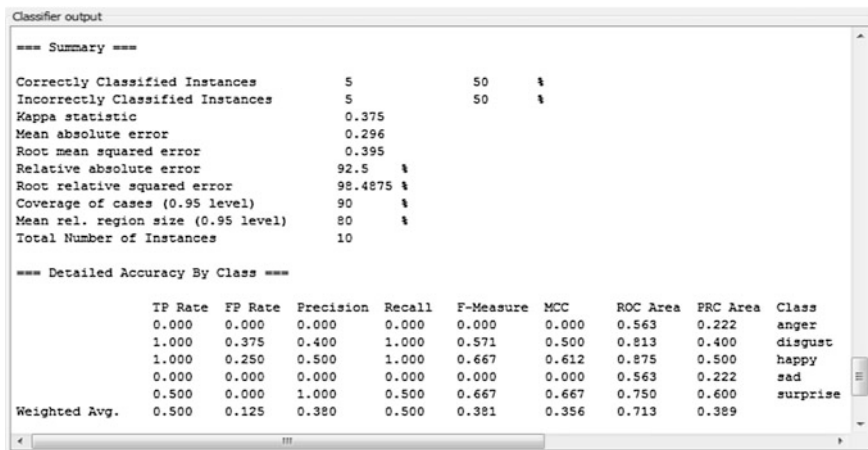 Classifier output
=== Summary ===
Correctly Classified Instances 5 50 %
Incorrectly Classified Instances 5 50 %
Kappa statistic 0.375
Mean absolute error 0.296
Root mean squared error 0.395
Relative absolute error 92.5 %
Root relative squared error 98.4875 %
Coverage of cases (0.95 level) 90 %
Mean rel. region size (0.95 level) 80 %
Total Number of Instances 10
=== Detailed Accuracy By Class ===
TP Rate FP Rate Precision Recall F-Measure MCC ROC Area PRC Area Class
0.000 0.000 0.000 0.000 0.000 0.000 0.563 0.222 anger
1.000 0.375 0.400 1.000 0.571 0.500 0.813 0.400 disgust
1.000 0.250 0.500 1.000 0.667 0.612 0.875 0.500 happy
0.000 0.000 0.000 0.000 0.000 0.000 0.563 0.222 sad
0.500 0.000 1.000 0.500 0.667 0.667 0.750 0.600 surprise
Weighted Avg. 0.500 0.125 0.380 0.500 0.381 0.356 0.713 0.389